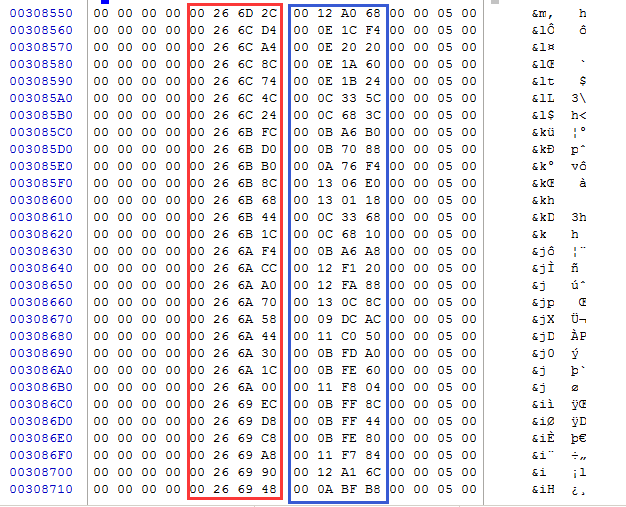 00308550 00 00 00 00 00 26 6D 2C 00 12 A0 68 00 00 05 00 &m, h
00308560 00 00 00 00 00 26 6C D4 00 0E 1C F4 00 00 05 00 &lÔ ô
00308570 00 00 00 00 00 26 6C A4 00 0E 20 20 00 00 05 00 &l¤
00308580 00 00 00 00 00 26 6C 8C 00 0E 1A 60 00 00 05 00 &lŒ `
00308590 00 00 00 00 00 26 6C 74 00 0E 1B 24 00 00 05 00 &lt $
003085A0 00 00 00 00 00 26 6C 4C 00 0C 33 5C 00 00 05 00 &lL 3\
003085B0 00 00 00 00 00 26 6C 24 00 0C 68 3C 00 00 05 00 &l$ h<
003085C0 00 00 00 00 00 26 6B FC 00 0B A6 B0 00 00 05 00 &kü ¦°
003085D0 00 00 00 00 00 26 6B D0 00 0B 70 88 00 00 05 00 &kÐ pˆ
003085E0 00 00 00 00 00 26 6B B0 00 0A 76 F4 00 00 05 00 &k° vô
003085F0 00 00 00 00 00 26 6B 8C 00 13 06 E0 00 00 05 00 &kŒ à
00308600 00 00 00 00 00 26 6B 68 00 13 01 18 00 00 05 00 &kh
00308610 00 00 00 00 00 26 6B 44 00 0C 33 68 00 00 05 00 &kD 3h
00308620 00 00 00 00 00 26 6B 1C 00 0C 68 10 00 00 05 00 &k h
00308630 00 00 00 00 00 26 6A F4 00 0B A6 A8 00 00 05 00 &jô ¦¨
00308640 00 00 00 00 00 26 6A CC 00 12 F1 20 00 00 05 00 &jÌ ñ
00308650 00 00 00 00 00 26 6A A0 00 12 FA 88 00 00 05 00 &j úˆ
00308660 00 00 00 00 00 26 6A 70 00 13 0C 8C 00 00 05 00 &jp Œ
00308670 00 00 00 00 00 26 6A 58 00 09 DC AC 00 00 05 00 &jX Ü¬
00308680 00 00 00 00 00 26 6A 44 00 11 C0 50 00 00 05 00 &jD ÀP
00308690 00 00 00 00 00 26 6A 30 00 0B FD A0 00 00 05 00 &j0 ý
003086A0 00 00 00 00 00 26 6A 1C 00 0B FE 60 00 00 05 00 &j þ`
003086B0 00 00 00 00 00 26 6A 00 00 11 F8 04 00 00 05 00 &j ø
003086C0 00 00 00 00 00 26 69 EC 00 0B FF 8C 00 00 05 00 &iì ÿŒ
003086D0 00 00 00 00 00 26 69 D8 00 0B FF 44 00 00 05 00 &iØ ÿD
003086E0 00 00 00 00 00 26 69 C8 00 0B FE 80 00 00 05 00 &iÈ þ€
003086F0 00 00 00 00 00 26 69 A8 00 11 F7 84 00 00 05 00 &i¨ ÷„
00308700 00 00 00 00 00 26 69 90 00 12 A1 6C 00 00 05 00 &i ¡l
00308710 00 00 00 00 00 26 69 48 00 0A BF B8 00 00 05 00 &iH ¿¸